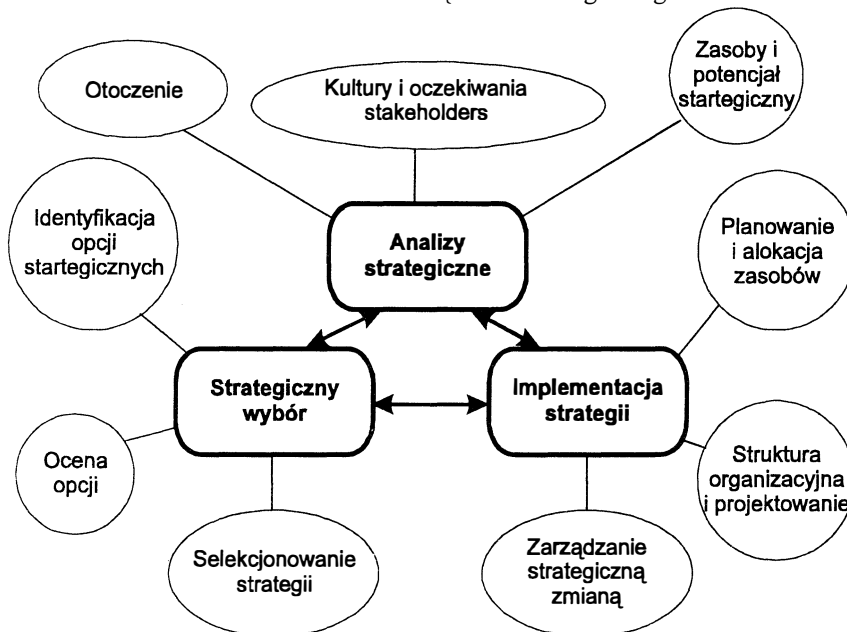 Zasoby i
potencjał
startegiczny
Otoczenie
Kultury i oczekiwania
stakeholders
Identyfikacja
opcji
startegicznych
Analizy
strategiczne
Planowanie
i alokacja
zasobów
Strategiczny
wybór
Implementacja
strategii
Ocena
opcji
Struktura
organizacyjna
i projektowanie
Selekcjonowanie
strategii
Zarządzanie
strategiczną
zmianą